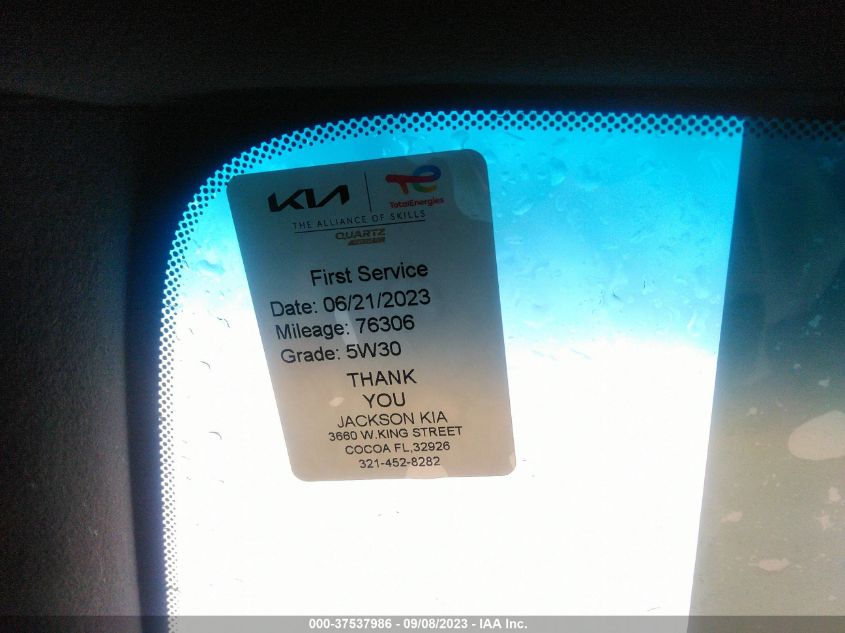 KIA
TotalEnergies
THE ALLIANCE OF SKILLS
QUARTZ
First Service
Date: 06/21/2023
Mileage: 76306
Grade: 5W30
THANK
YOU
JACKSON KIA
3660 W.KING STREET
COCOA FL,32926
321-452-8282
000-37537986 - 09/08/2023 - IAA Inc.